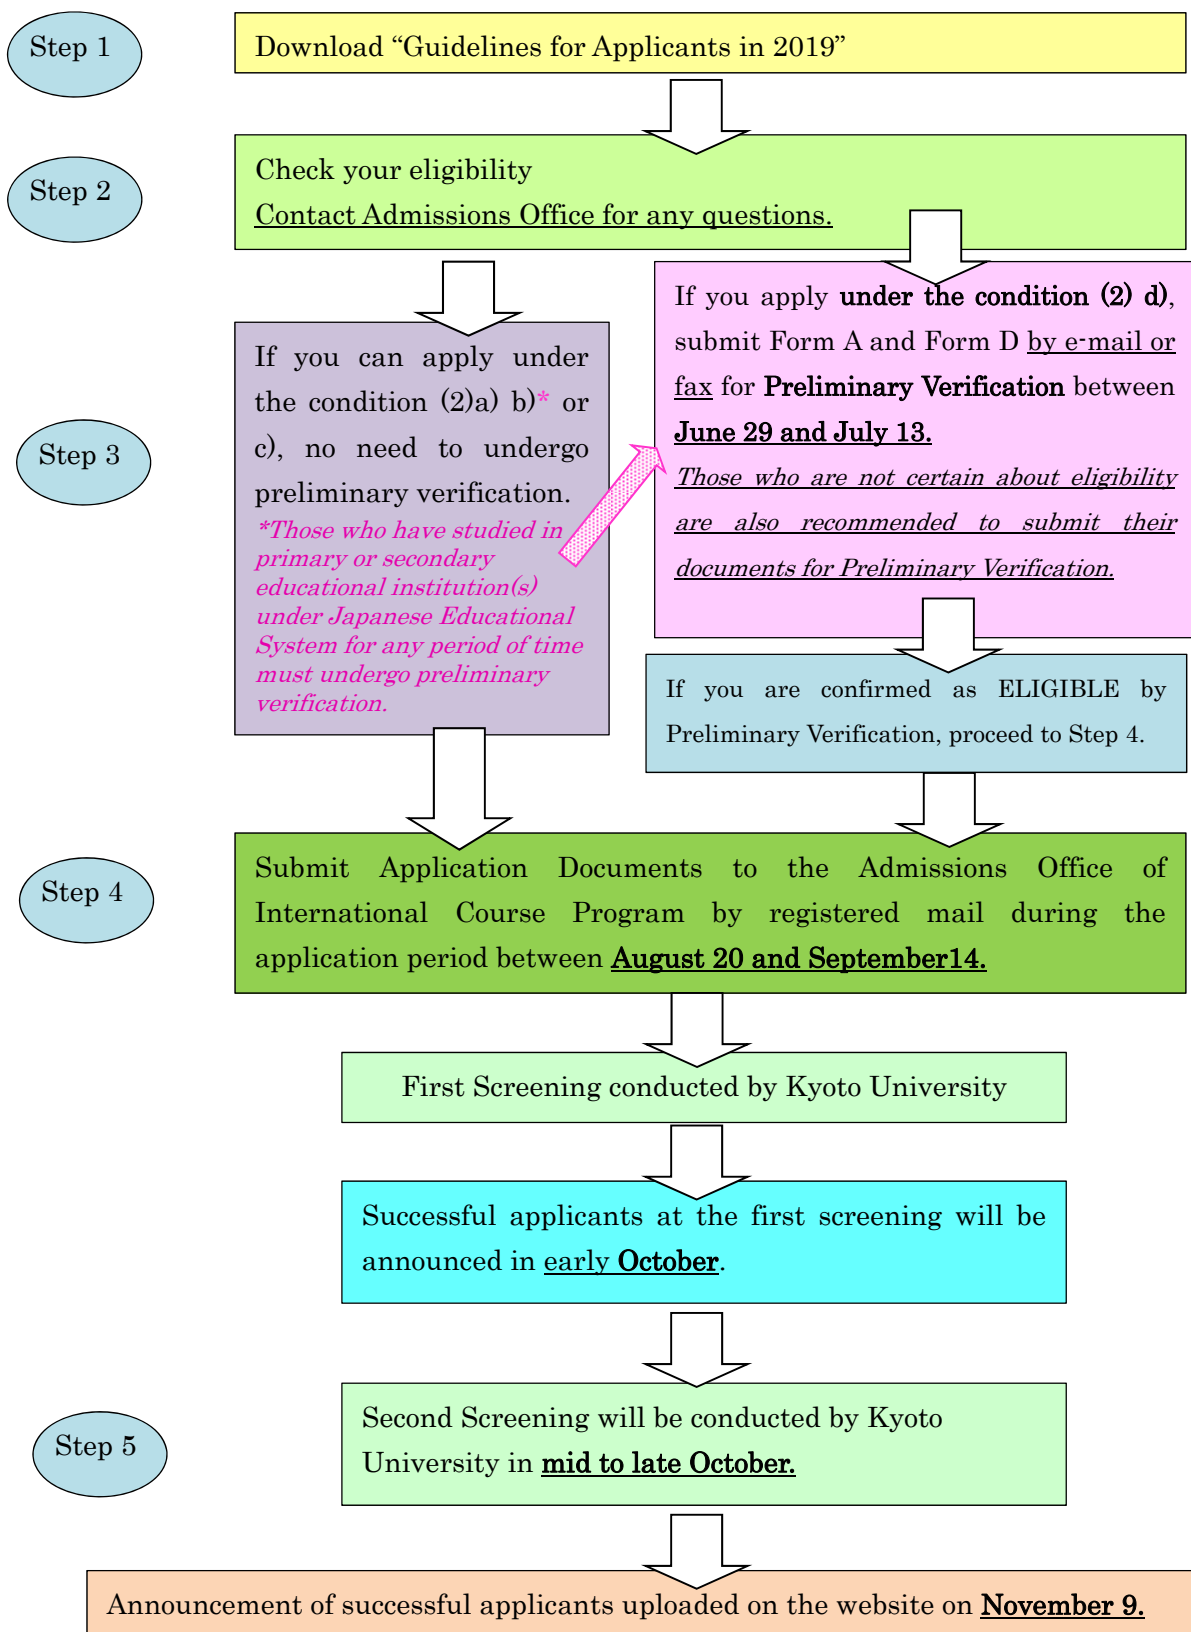 Step 1
Download “Guidelines for Applicants in 2019”
Step 2
Check your eligibility
Contact Admissions Office for any questions.
Step 3
If you can apply under
the condition (2)a) b)* or
c), no need to undergo
preliminary verification.
*Those who have studied in
primary or secondary
educational institution(s)
under Japanese Educational
System for any period of time
must undergo preliminary
verification.
If you apply under the condition (2) d),
submit Form A and Form D by e-mail or
fax for Preliminary Verification between
June 29 and July 13.
Those who are not certain about eligibility
are also recommended to submit their
documents for Preliminary Verification.
If you are confirmed as ELIGIBLE by
Preliminary Verification, proceed to Step 4.
Step 4
Submit Application Documents to the Admissions Office of
International Course Program by registered mail during the
application period between August 20 and September14.
First Screening conducted by Kyoto University
Successful applicants at the first screening will be
announced in early October.
Step 5
Second Screening will be conducted by Kyoto
University in mid to late October.
Announcement of successful applicants uploaded on the website on November 9.